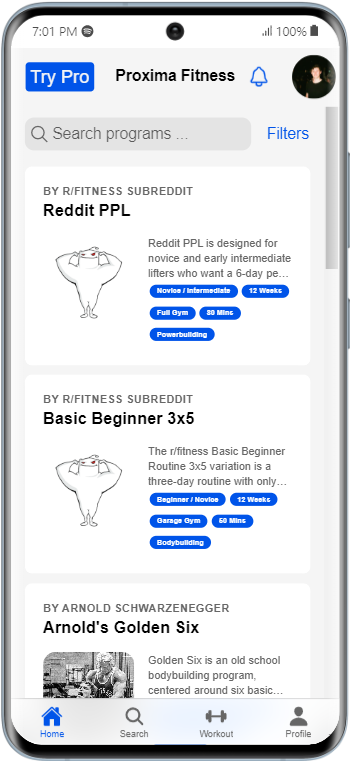 7:01 PM
100%
Try Pro
Proxima Fitness
Search programs ...
Filters
BY R/FITNESS SUBREDDIT
Reddit PPL
Reddit PPL is designed for
novice and early intermediate
lifters who want a 6-day pe...
Novice / Intermediate
12 Weeks
Full Gym
80 Mins
Powerbuilding
BY R/FITNESS SUBREDDIT
Basic Beginner 3x5
The r/fitness Basic Beginner
Routine 3x5 variation is a
three-day routine with only...
Beginner / Novice
12 Weeks
Garage Gym
50 Mins
Bodybuilding
BY ARNOLD SCHWARZENEGGER
Arnold's Golden Six
Golden Six is an old school
bodybuilding program,
centered around six basic...
Home
Search
Workout
Profile